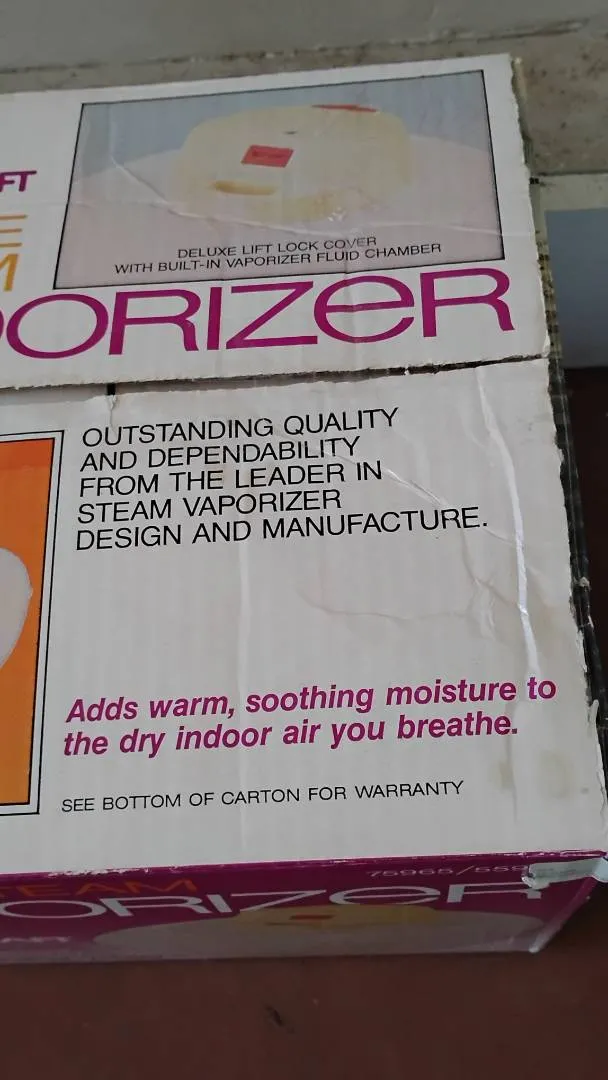 FT
E
M
DELUXE LIFT LOCK COVER
WITH BUILT-IN VAPORIZER FLUID CHAMBER
ORIZER
OUTSTANDING QUALITY
AND DEPENDABILITY
FROM THE LEADER IN
STEAM VAPORIZER
DESIGN AND MANUFACTURE.
Adds warm, soothing moisture to
the dry indoor air you breathe.
SEE BOTTOM OF CARTON FOR WARRANTY
TEAM
ORIZER